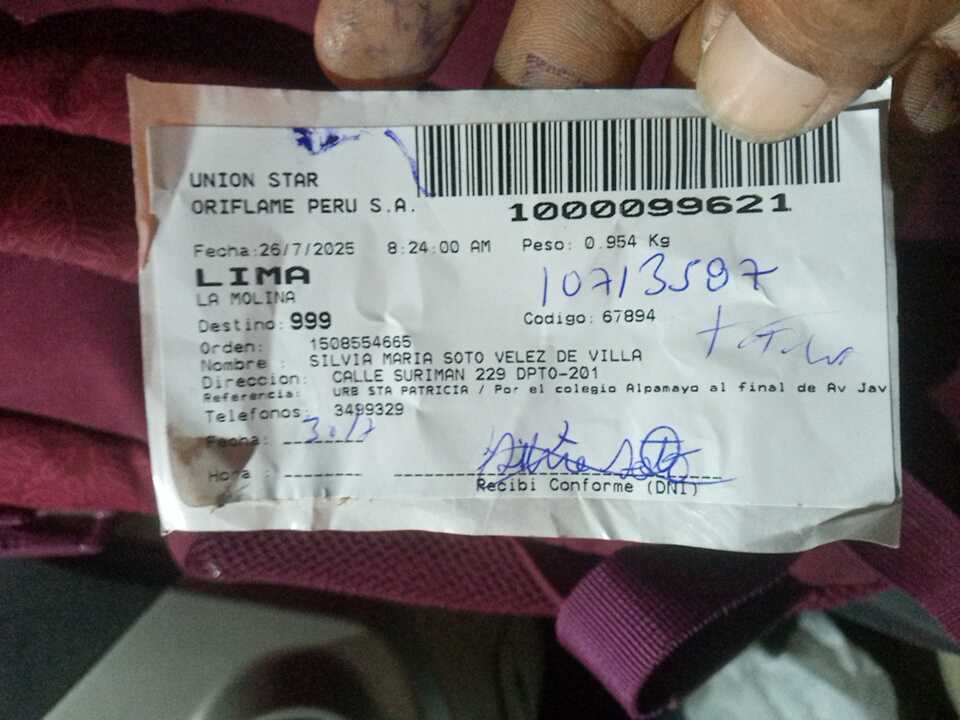 UNION STAR
ORIFLAME PERU S.A.
1000099621
Fecha:26/7/2025 8:24:00 AM Peso: 0.954 Kg
LIMA
LA MOLINA
10713597
Destino: 999
Codigo: 67894
Orden: 1508554665
Nombre : SILVIA MARIA SOTO VELEZ DE VILLA
Direccion: CALLE SURIMAN 229 DPTO-201
Referencia: URB STA PATRICIA / Por el colegio Alpamayo al final de Av Jav
Telefonos: 3499329
Fecha: 30/7
Hora :
Silvia Soto
Recibi Conforme (DNI)